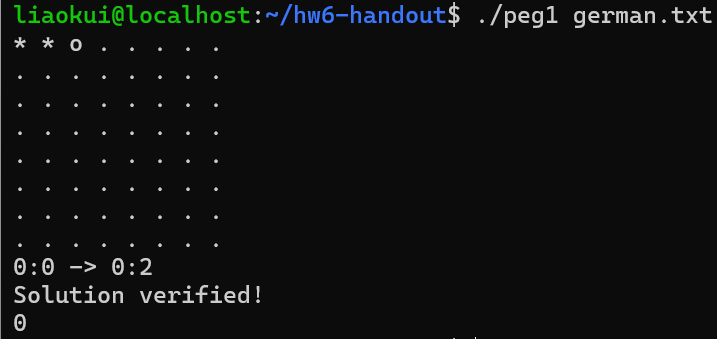 liaokui@localhost:~/hw6-handout$ ./peg1 german.txt
* * o . . . . .
. . . . . . . .
. . . . . . . .
. . . . . . . .
. . . . . . . .
. . . . . . . .
. . . . . . . .
. . . . . . . .
0:0 -> 0:2
Solution verified!
0